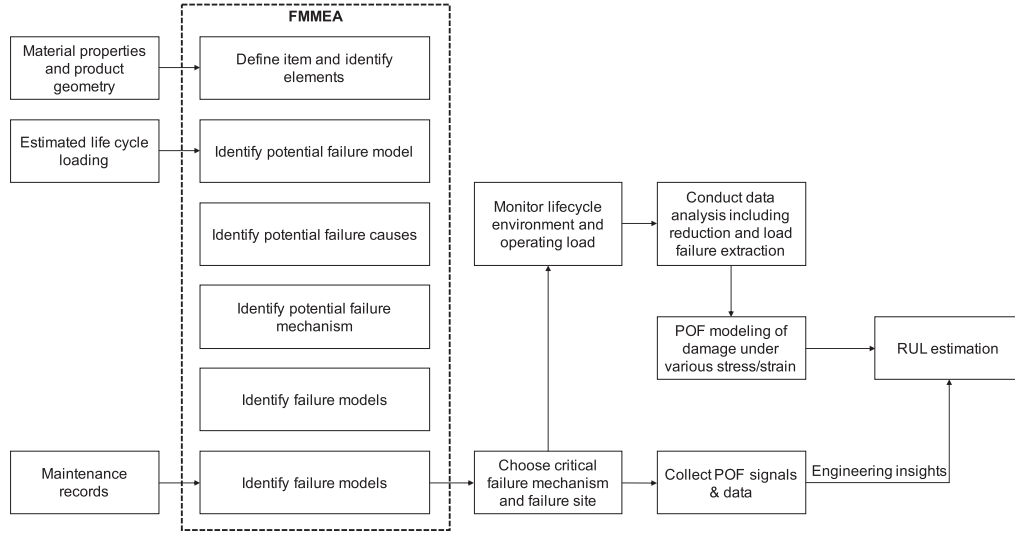 FMMEA
Material properties
and product
geometry
Define item and identify
elements
Estimated life cycle
loading
Identify potential failure model
Identify potential failure causes
Identify potential failure
mechanism
Identify failure models
Maintenance
records
Identify failure models
Monitor lifecycle
environment and
operating load
Conduct data
analysis including
reduction and load
failure extraction
POF modeling of
damage under
various stress/strain
RUL estimation
Choose critical
failure mechanism
and failure site
Collect POF signals
& data
Engineering insights